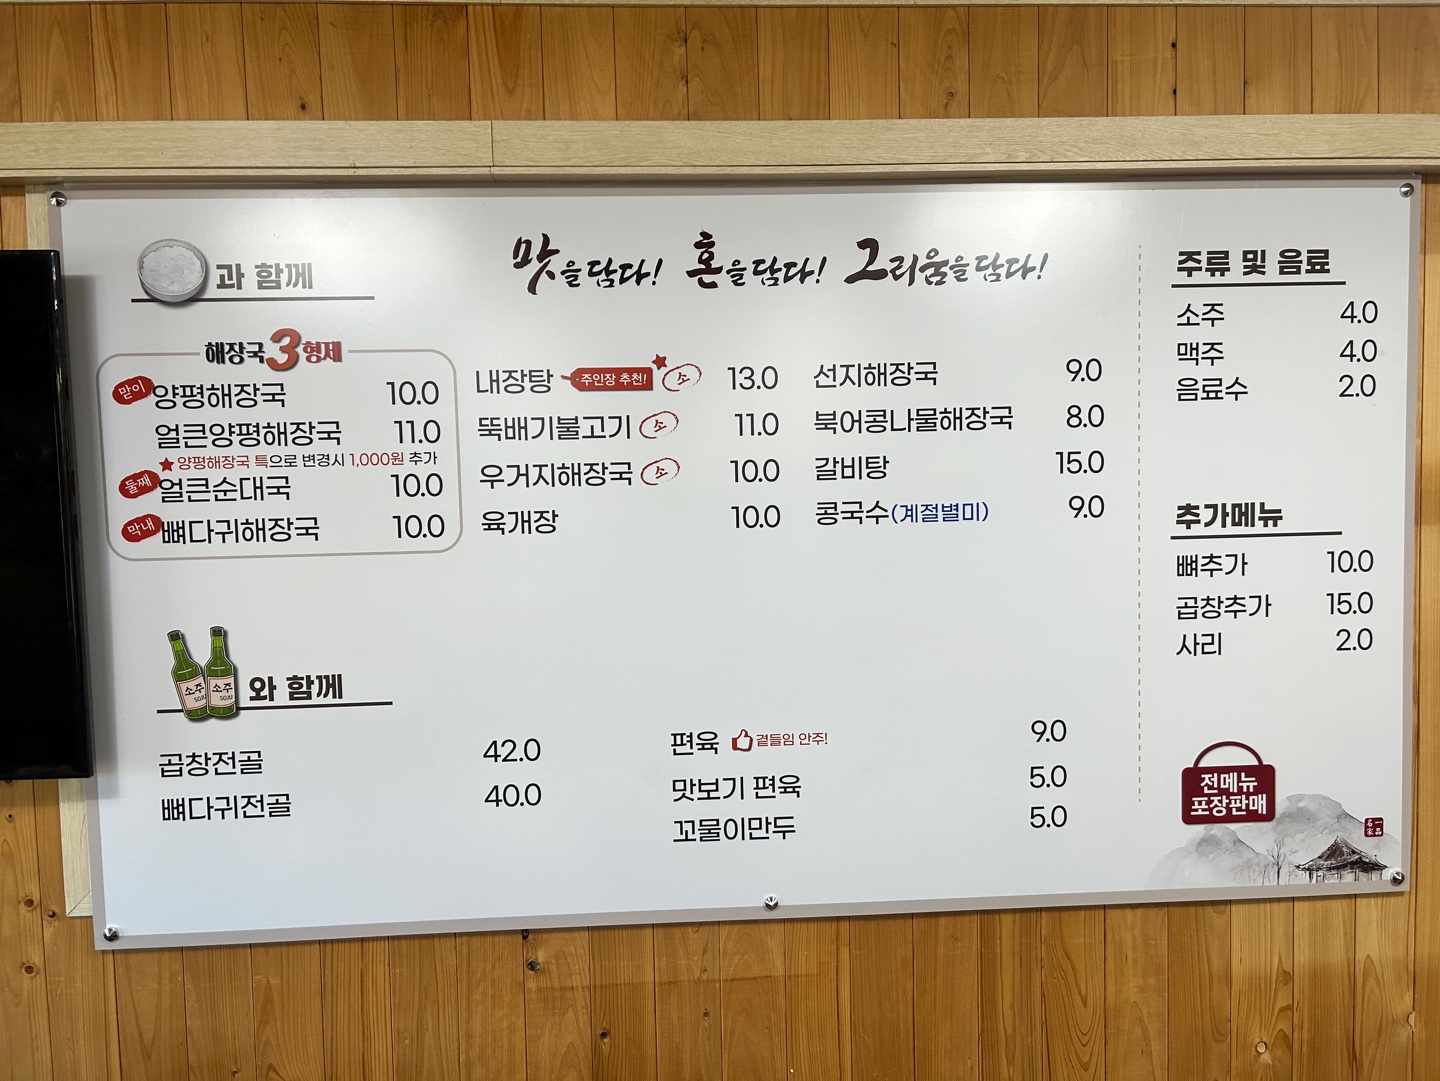 맛을 담다! 혼을 담다! 그리움을 담다!
과 함께
해장국 3형제
맏이 양평해장국 10.0
얼큰양평해장국 11.0
★ 양평해장국 특으로 변경시 1,000원 추가
둘째 얼큰순대국 10.0
막내 뼈다귀해장국 10.0
내장탕 주인장 추천! 소 13.0
뚝배기불고기 소 11.0
우거지해장국 소 10.0
육개장 10.0
선지해장국 9.0
북어콩나물해장국 8.0
갈비탕 15.0
콩국수(계절별미) 9.0
소주 SOJU 소주 SOJU
와 함께
곱창전골 42.0
뼈다귀전골 40.0
편육 곁들임 안주! 9.0
맛보기 편육 5.0
꼬물이만두 5.0
주류 및 음료
소주 4.0
맥주 4.0
음료수 2.0
추가메뉴
뼈추가 10.0
곱창추가 15.0
사리 2.0
전메뉴
포장판매
一品
名家